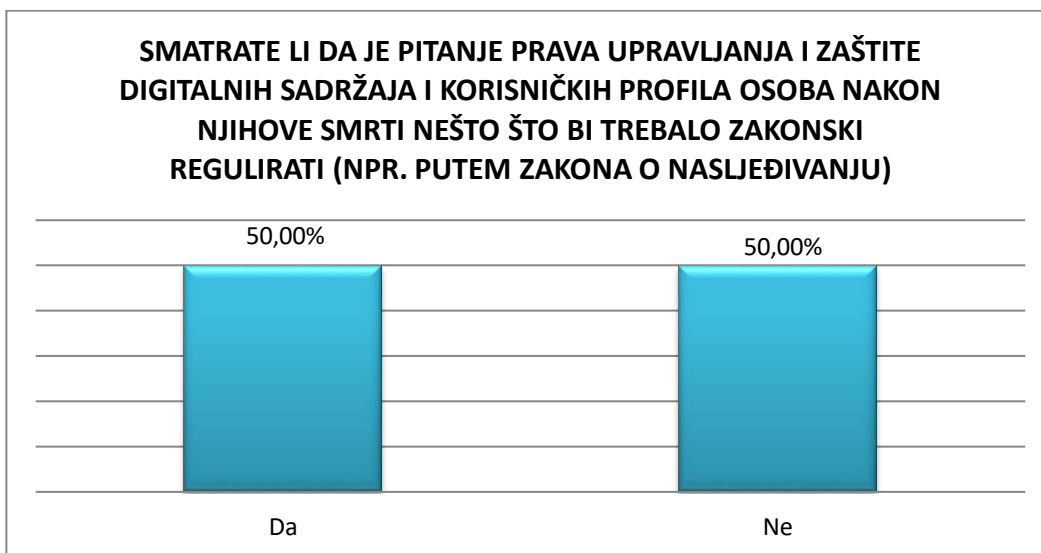 SMATRATE LI DA JE PITANJE PRAVA UPRAVLJANJA I ZAŠTITE
DIGITALNIH SADRŽAJA I KORISNIČKIH PROFILA OSOBA NAKON
NJIHOVE SMRTI NEŠTO ŠTO BI TREBALO ZAKONSKI
REGULIRATI (NPR. PUTEM ZAKONA O NASLJEĐIVANJU)
50,00%
50,00%
Da
Ne